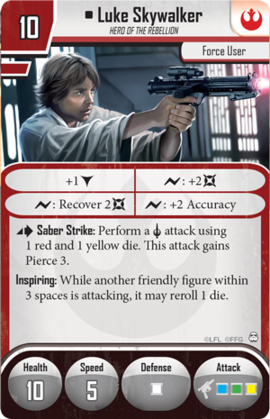 10
Luke Skywalker
HERO OF THE REBELLION
Force User
+1
: +2
: Recover 2
: +2 Accuracy
Saber Strike: Perform a attack using
1 red and 1 yellow die. This attack gains
Pierce 3.
Inspiring: While another friendly figure within
3 spaces is attacking, it may reroll 1 die.
©LFL ©FFG
Health
Speed
Defense
Attack
10
5